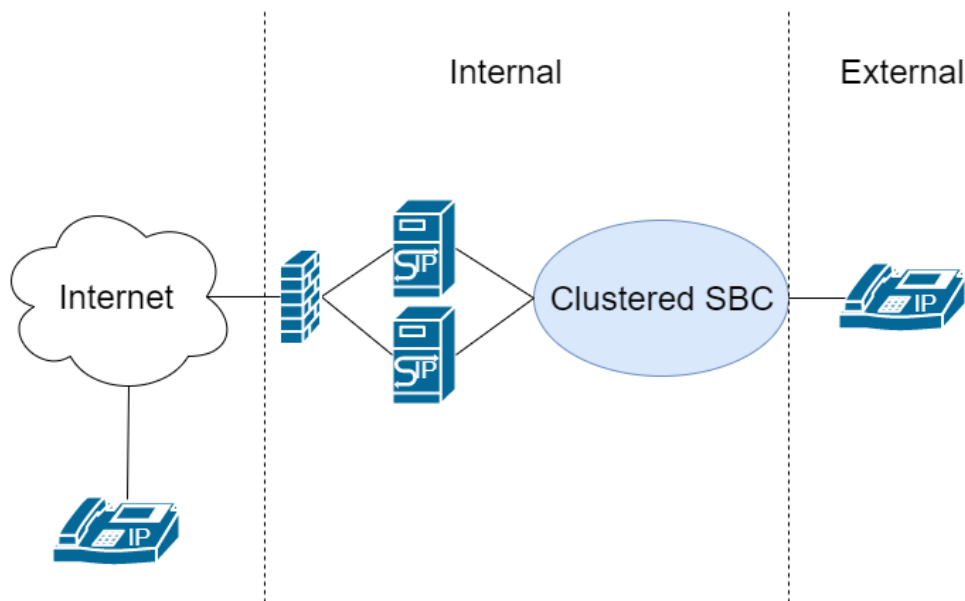 Internal
External
SIP
Internet
Clustered SBC
IP
SIP
IP